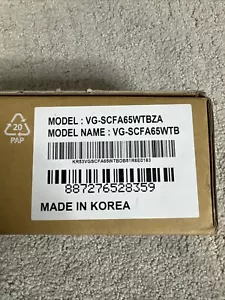 20
PAP
MODEL : VG-SCFA65WTBZA
MODEL NAME : VG-SCFA65WTB
887276528359
MADE IN KOREA